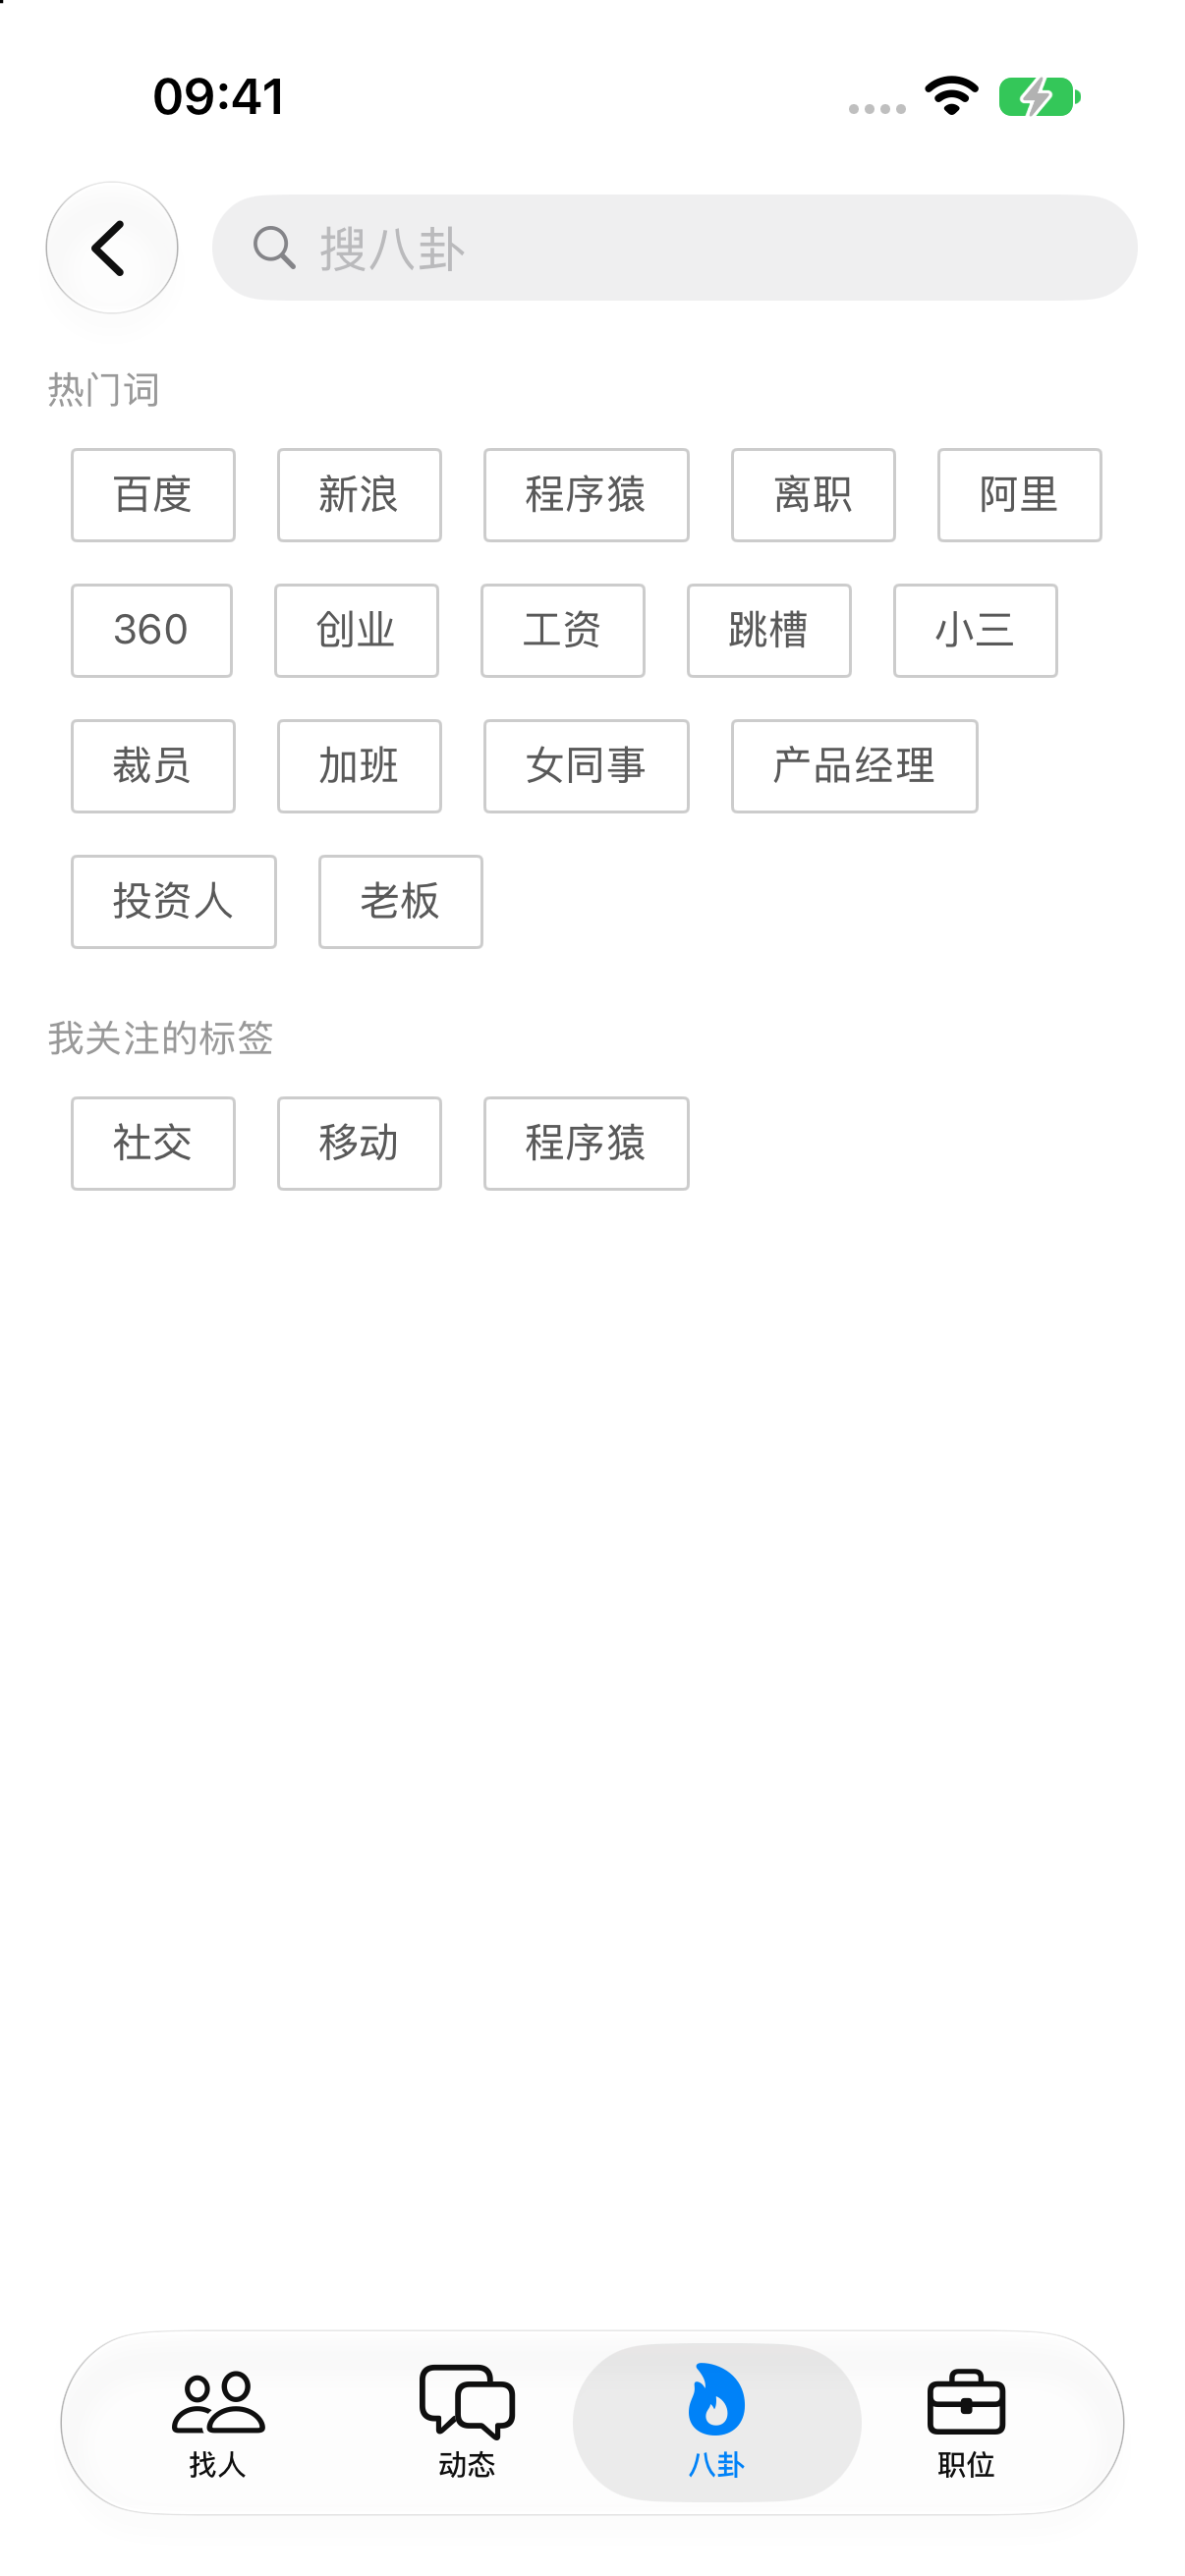 09:41
搜八卦
热门词
百度 新浪 程序猿 离职 阿里
360 创业 工资 跳槽 小三
裁员 加班 女同事 产品经理
投资人 老板
我关注的标签
社交 移动 程序猿
找人 动态 八卦 职位